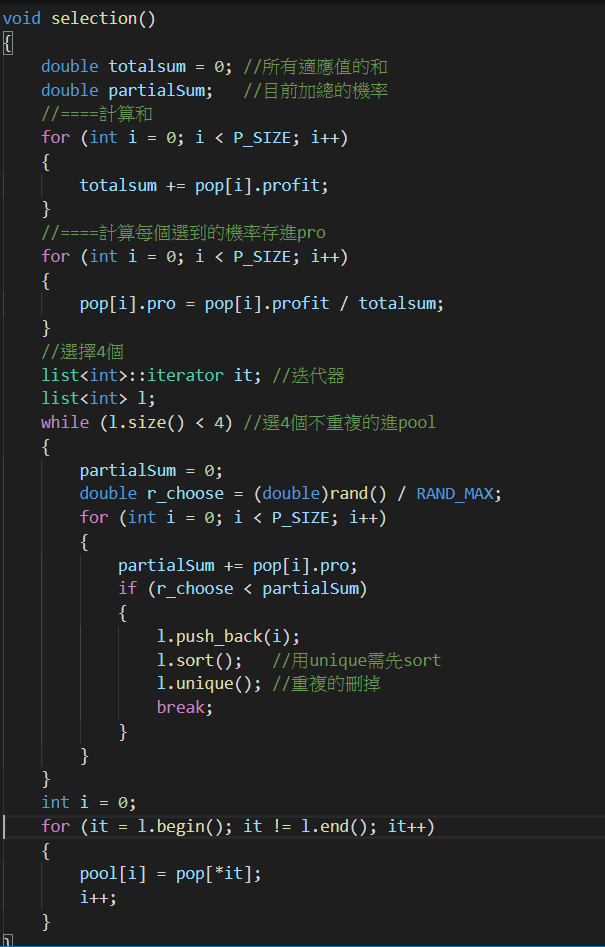 void selection()
{
    double totalsum = 0; //所有適應值的和
    double partialSum;   //目前加總的機率
    //====計算和
    for (int i = 0; i < P_SIZE; i++)
    {
        totalsum += pop[i].profit;
    }
    //====計算每個選到的機率存進pro
    for (int i = 0; i < P_SIZE; i++)
    {
        pop[i].pro = pop[i].profit / totalsum;
    }
    //選擇4個
    list<int>::iterator it; //迭代器
    list<int> l;
    while (l.size() < 4) //選4個不重複的進pool
    {
        partialSum = 0;
        double r_choose = (double)rand() / RAND_MAX;
        for (int i = 0; i < P_SIZE; i++)
        {
            partialSum += pop[i].pro;
            if (r_choose < partialSum)
            {
                l.push_back(i);
                l.sort();   //用unique需先sort
                l.unique(); //重複的刪掉
                break;
            }
        }
    }
    int i = 0;
    for (it = l.begin(); it != l.end(); it++)
    {
        pool[i] = pop[*it];
        i++;
    }
}